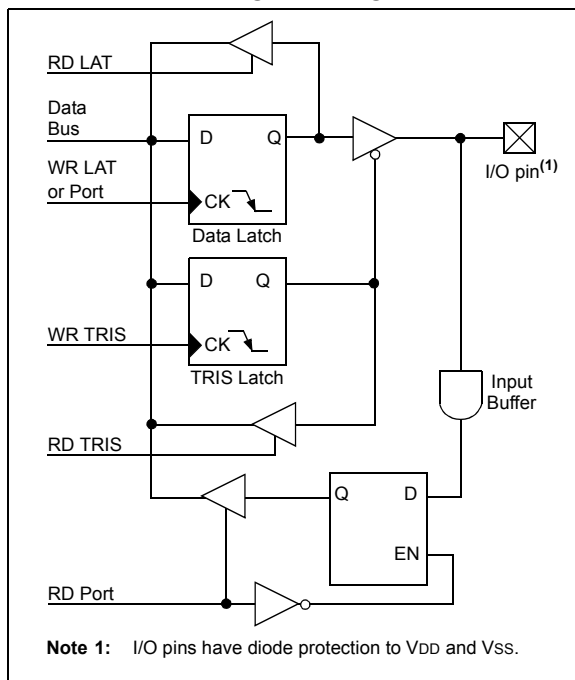 RD LAT
Data
Bus
WR LAT
or Port
D Q
CK
Data Latch
I/O pin(1)
D Q
WR TRIS
CK
TRIS Latch
Input
Buffer
RD TRIS
Q D
EN
RD Port
Note 1: I/O pins have diode protection to VDD and VSS.